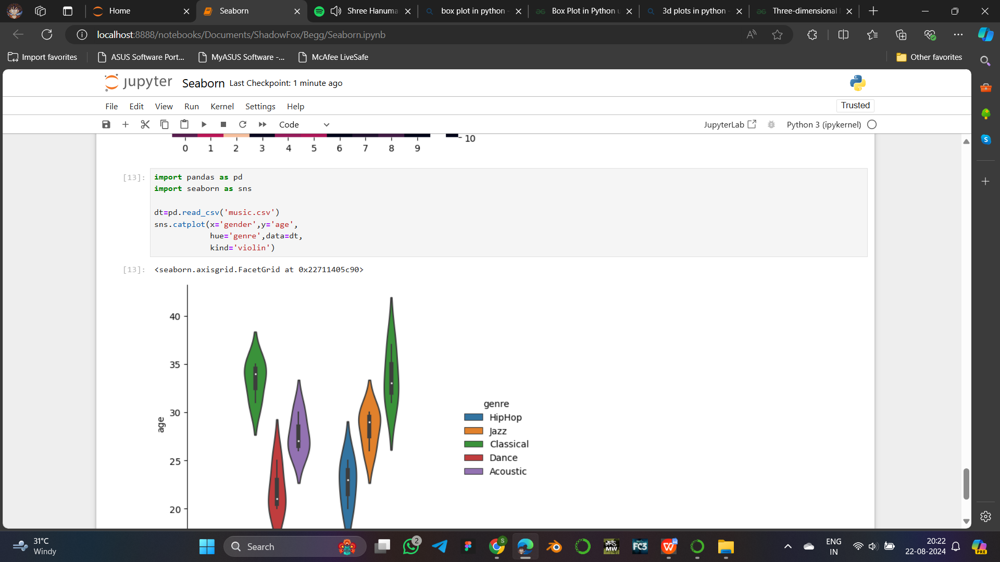 Home
Seaborn
Shree Hanuma
box plot in python
Box Plot in Python u
3d plots in python
Three-dimensional
localhost:8888/notebooks/Documents/ShadowFox/Begg/Seaborn.ipynb
Import favorites
ASUS Software Port...
MyASUS Software -...
McAfee LiveSafe
Other favorites
jupyter Seaborn Last Checkpoint: 1 minute ago
File Edit View Run Kernel Settings Help
Trusted
Code
JupyterLab
Python 3 (ipykernel)
10
0 1 2 3 4 5 6 7 8 9
[13]:
import pandas as pd
import seaborn as sns
dt=pd.read_csv('music.csv')
sns.catplot(x='gender',y='age',
hue='genre',data=dt,
kind='violin')
[13]:
<seaborn.axisgrid.FacetGrid at 0x22711405c90>
40
35
30
25
20
age
genre
HipHop
Jazz
Classical
Dance
Acoustic
31°C
Windy
Search
2
S
MW
FC3
ENG
IN
20:22
22-08-2024
PRE